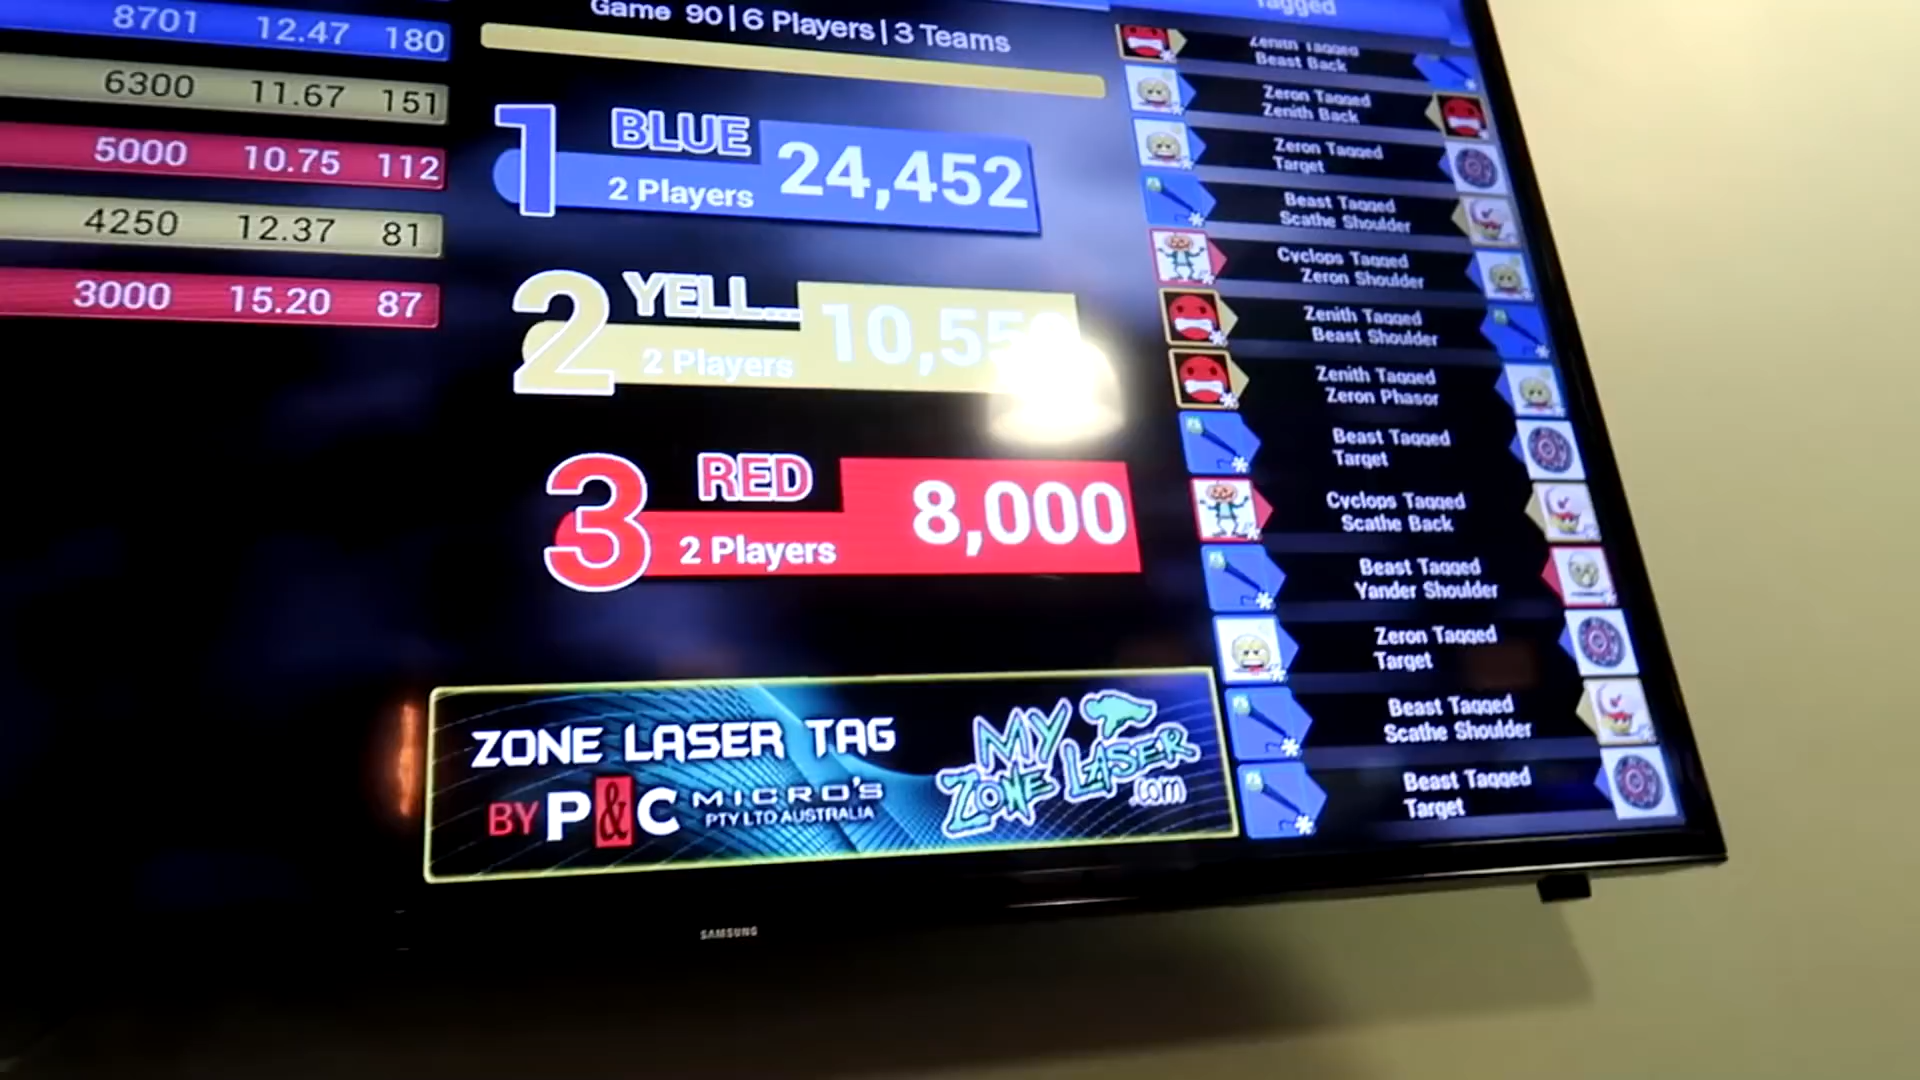 8701 12.47 180
6300 11.67 151
5000 10.75 112
4250 12.37 81
3000 15.20 87
Game 90 | 6 Players | 3 Teams
1 BLUE
2 Players 24,452
2 YELL...
2 Players
3 RED
2 Players 8,000
ZONE LASER TAG
BY P&C MICRO'S
PTY LTD AUSTRALIA
MY
ZONE LASER
.com
SAMSUNG
Tagged
Zenith Tagged
Beast Back
Zeron Tagged
Zenith Back
Zeron Tagged
Target
Beast Tagged
Scathe Shoulder
Cyclops Tagged
Zeron Shoulder
Zenith Tagged
Beast Shoulder
Zenith Tagged
Zeron Phasor
Beast Tagged
Target
Cyclops Tagged
Scathe Back
Beast Tagged
Yander Shoulder
Zeron Tagged
Target
Beast Tagged
Scathe Shoulder
Beast Tagged
Target